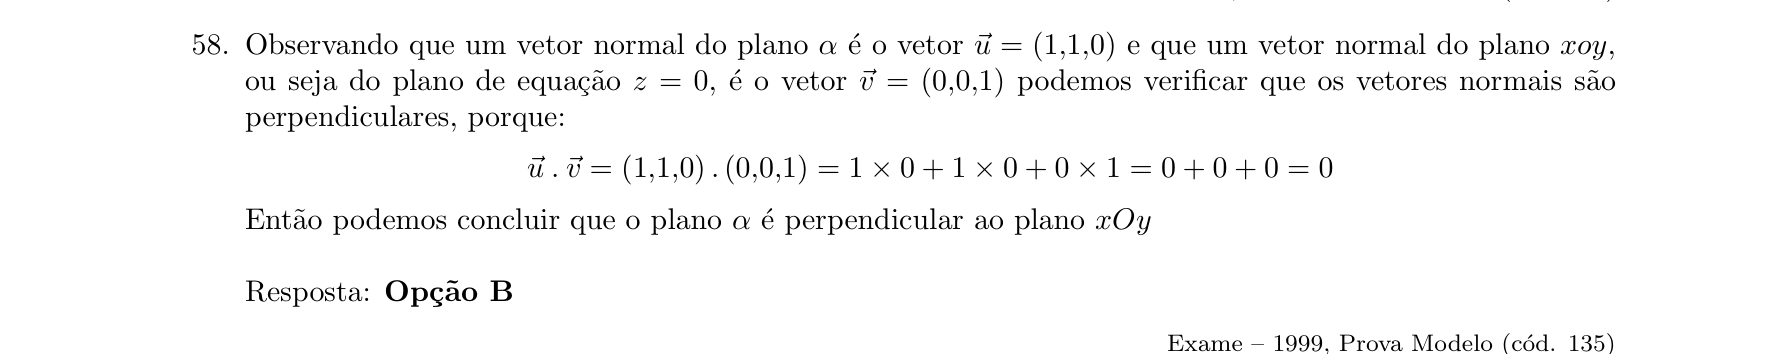 58. Observando que um vetor normal do plano α é o vetor u⃗ = (1,1,0) e que um vetor normal do plano xoy,
ou seja do plano de equação z = 0, é o vetor v⃗ = (0,0,1) podemos verificar que os vetores normais são
perpendiculares, porque:
u⃗ . v⃗ = (1,1,0) . (0,0,1) = 1 × 0 + 1 × 0 + 0 × 1 = 0 + 0 + 0 = 0
Então podemos concluir que o plano α é perpendicular ao plano xOy
Resposta: Opção B
Exame – 1999, Prova Modelo (cód. 135)